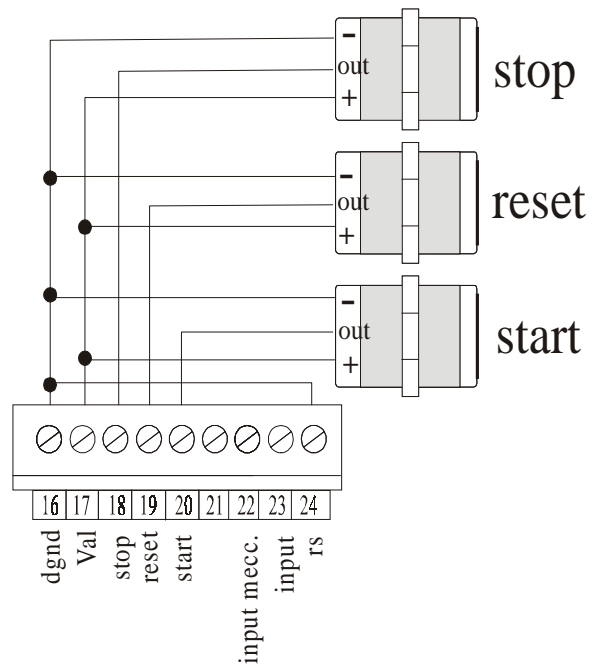 -
out
+
stop
-
out
+
reset
-
out
+
start
16 17 18 19 20 21 22 23 24
dgnd
Val
stop
reset
start
input mecc.
input
rs